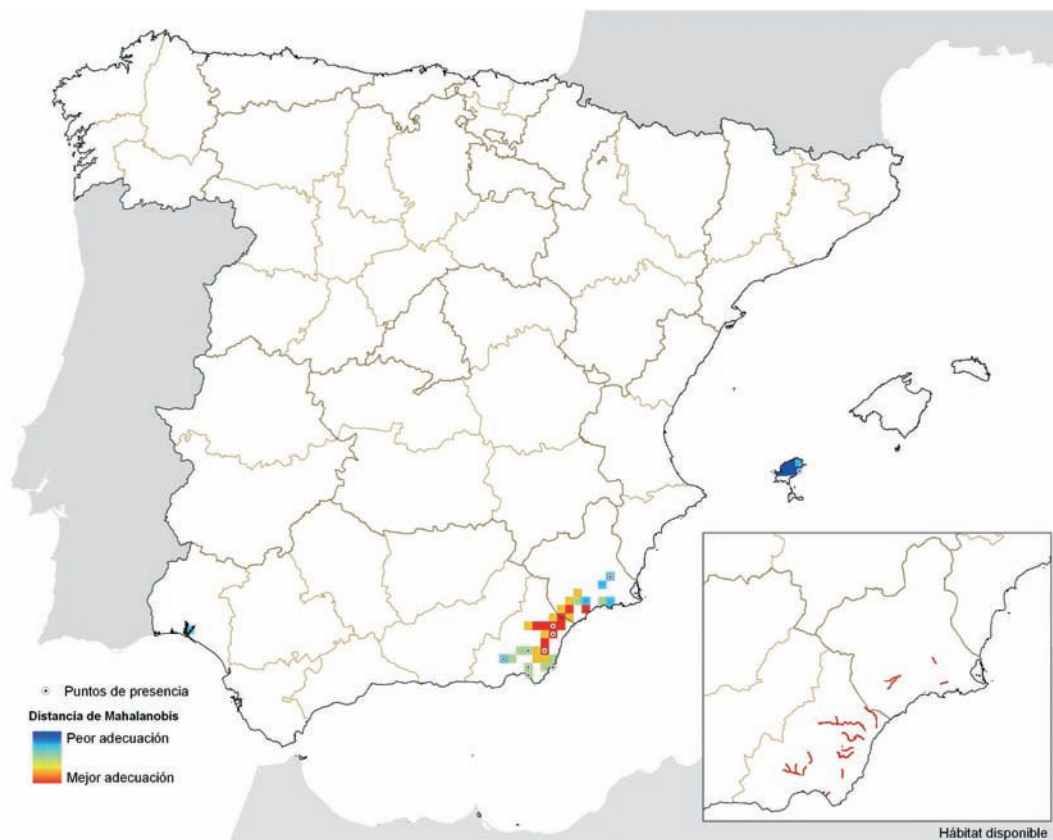 Puntos de presencia
Distancia de Mahalanobis
Peor adecuación
Mejor adecuación
Hábitat disponible